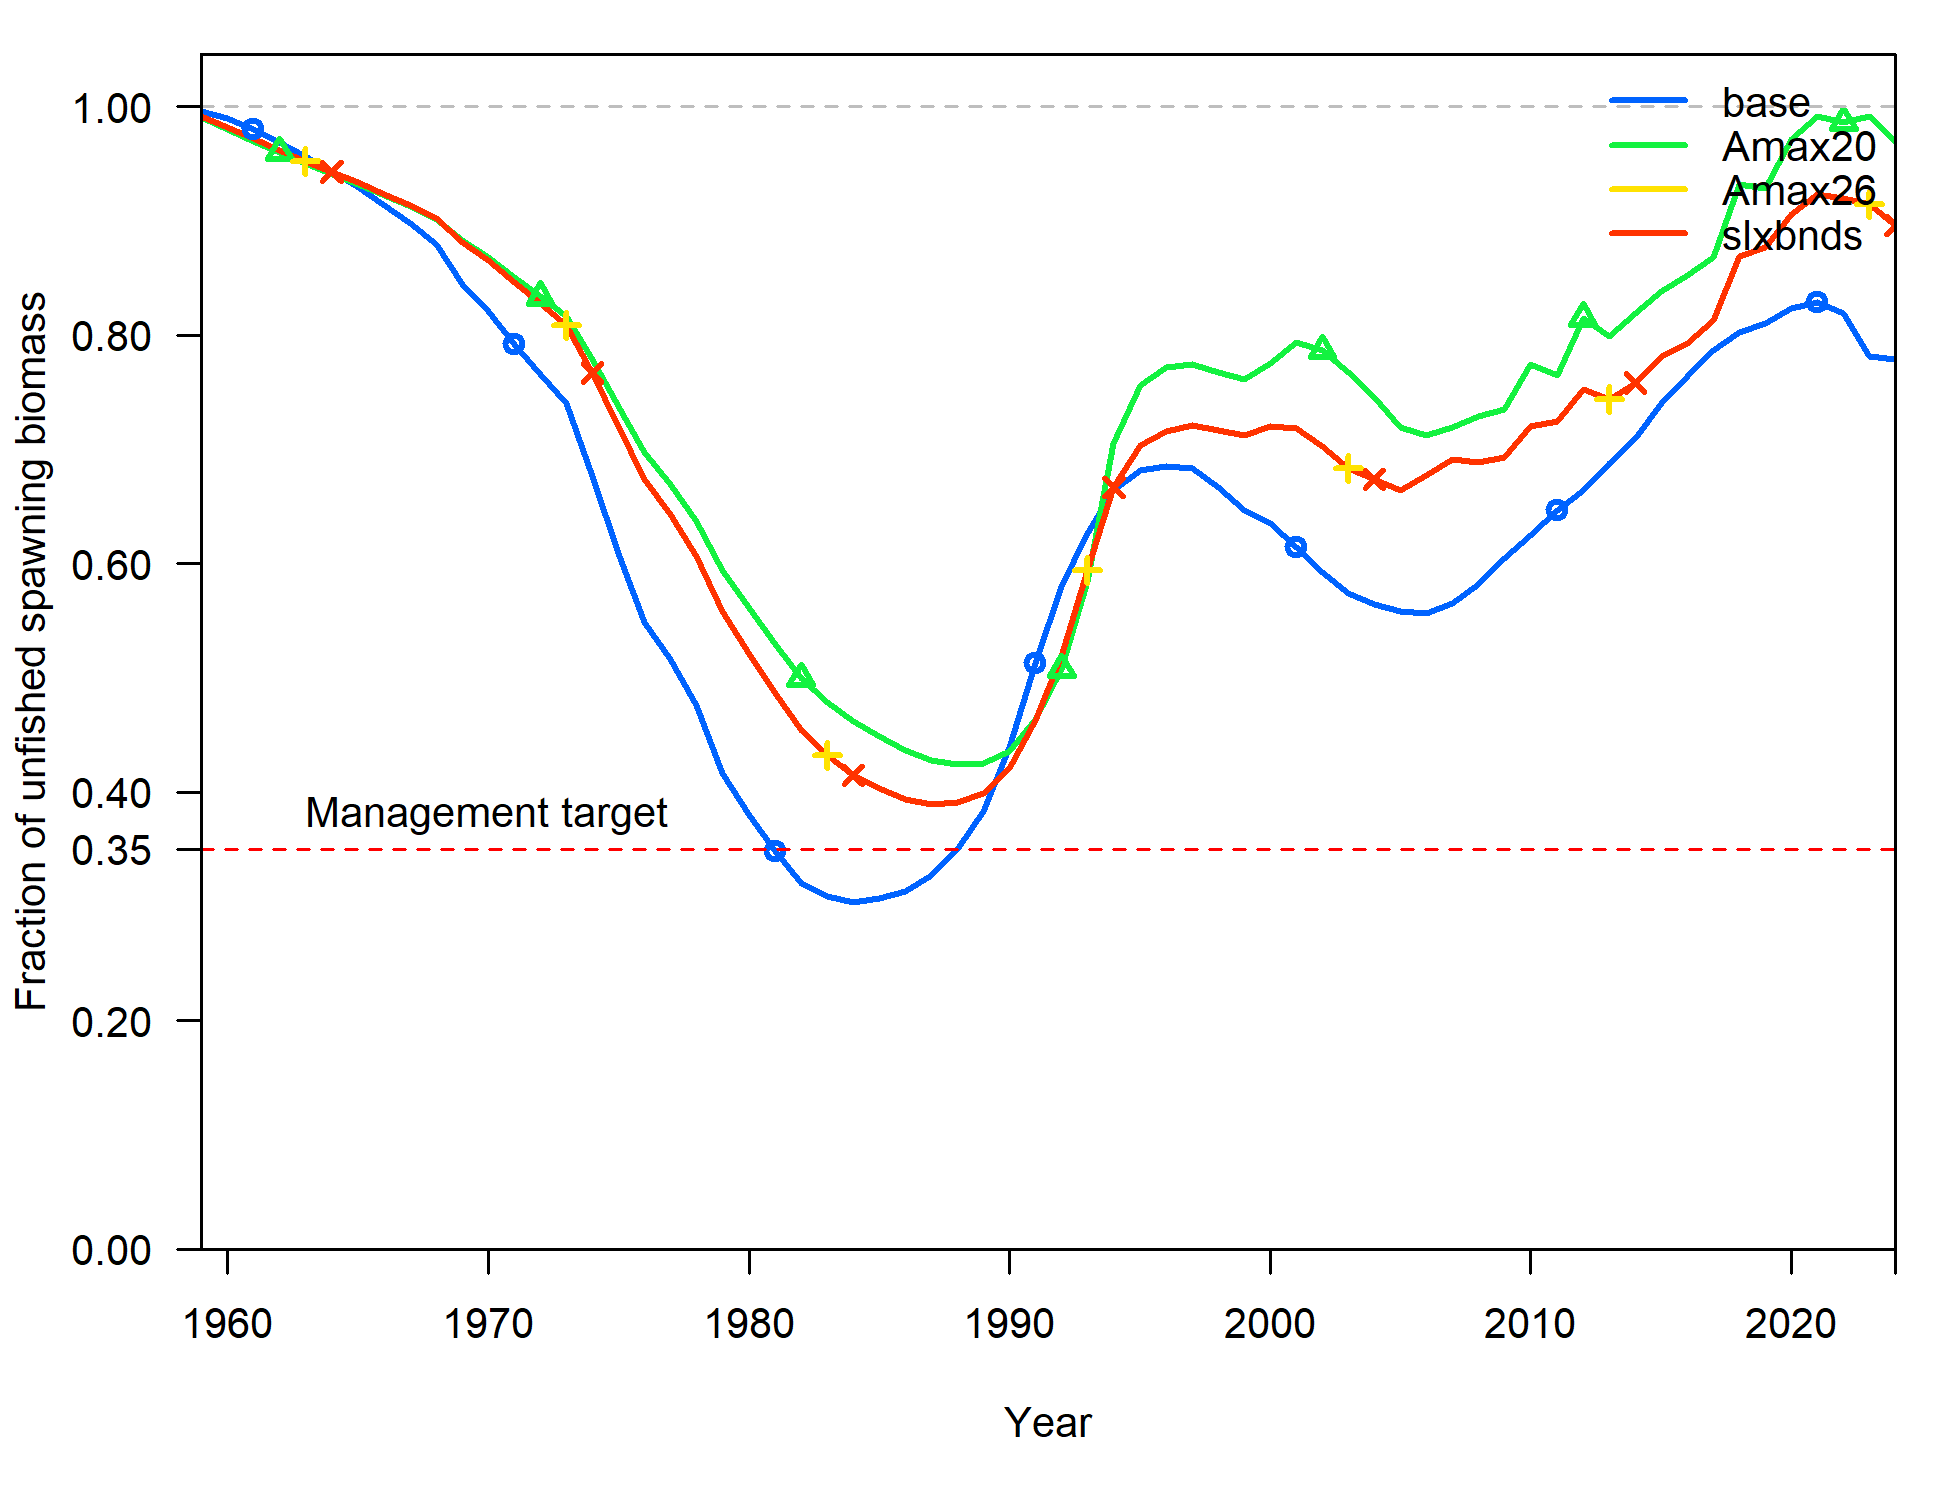 Fraction of unfished spawning biomass
1.00
0.80
0.60
0.40
0.35
0.20
0.00
base
Amax20
Amax26
slxbnds
Management target
1960 1970 1980 1990 2000 2010 2020
Year